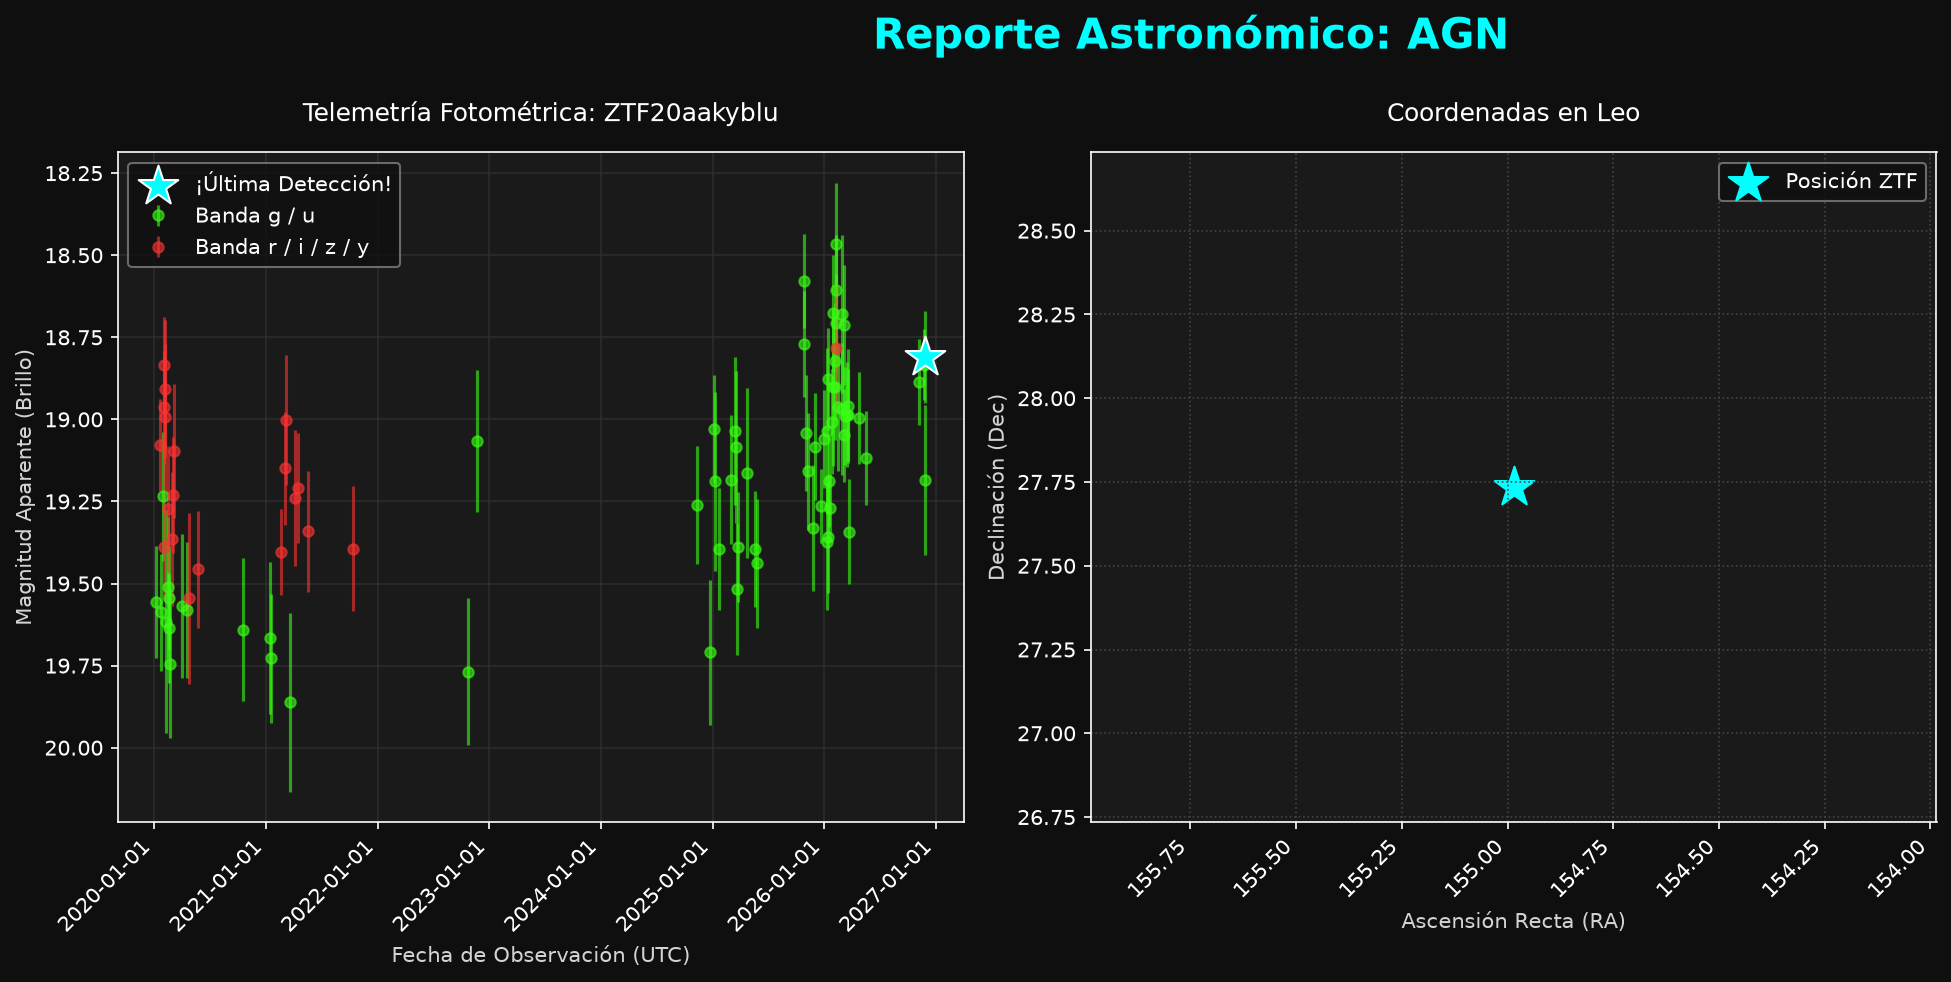 Reporte Astronómico: AGN
Telemetría Fotométrica: ZTF20aakyblu
¡Última Detección!
Banda g / u
Banda r / i / z / y
Magnitud Aparente (Brillo)
18.25
18.50
18.75
19.00
19.25
19.50
19.75
20.00
2020-01-01
2021-01-01
2022-01-01
2023-01-01
2024-01-01
2025-01-01
2026-01-01
2027-01-01
Fecha de Observación (UTC)
Coordenadas en Leo
Posición ZTF
Declinación (Dec)
28.50
28.25
28.00
27.75
27.50
27.25
27.00
26.75
155.75
155.50
155.25
155.00
154.75
154.50
154.25
154.00
Ascensión Recta (RA)